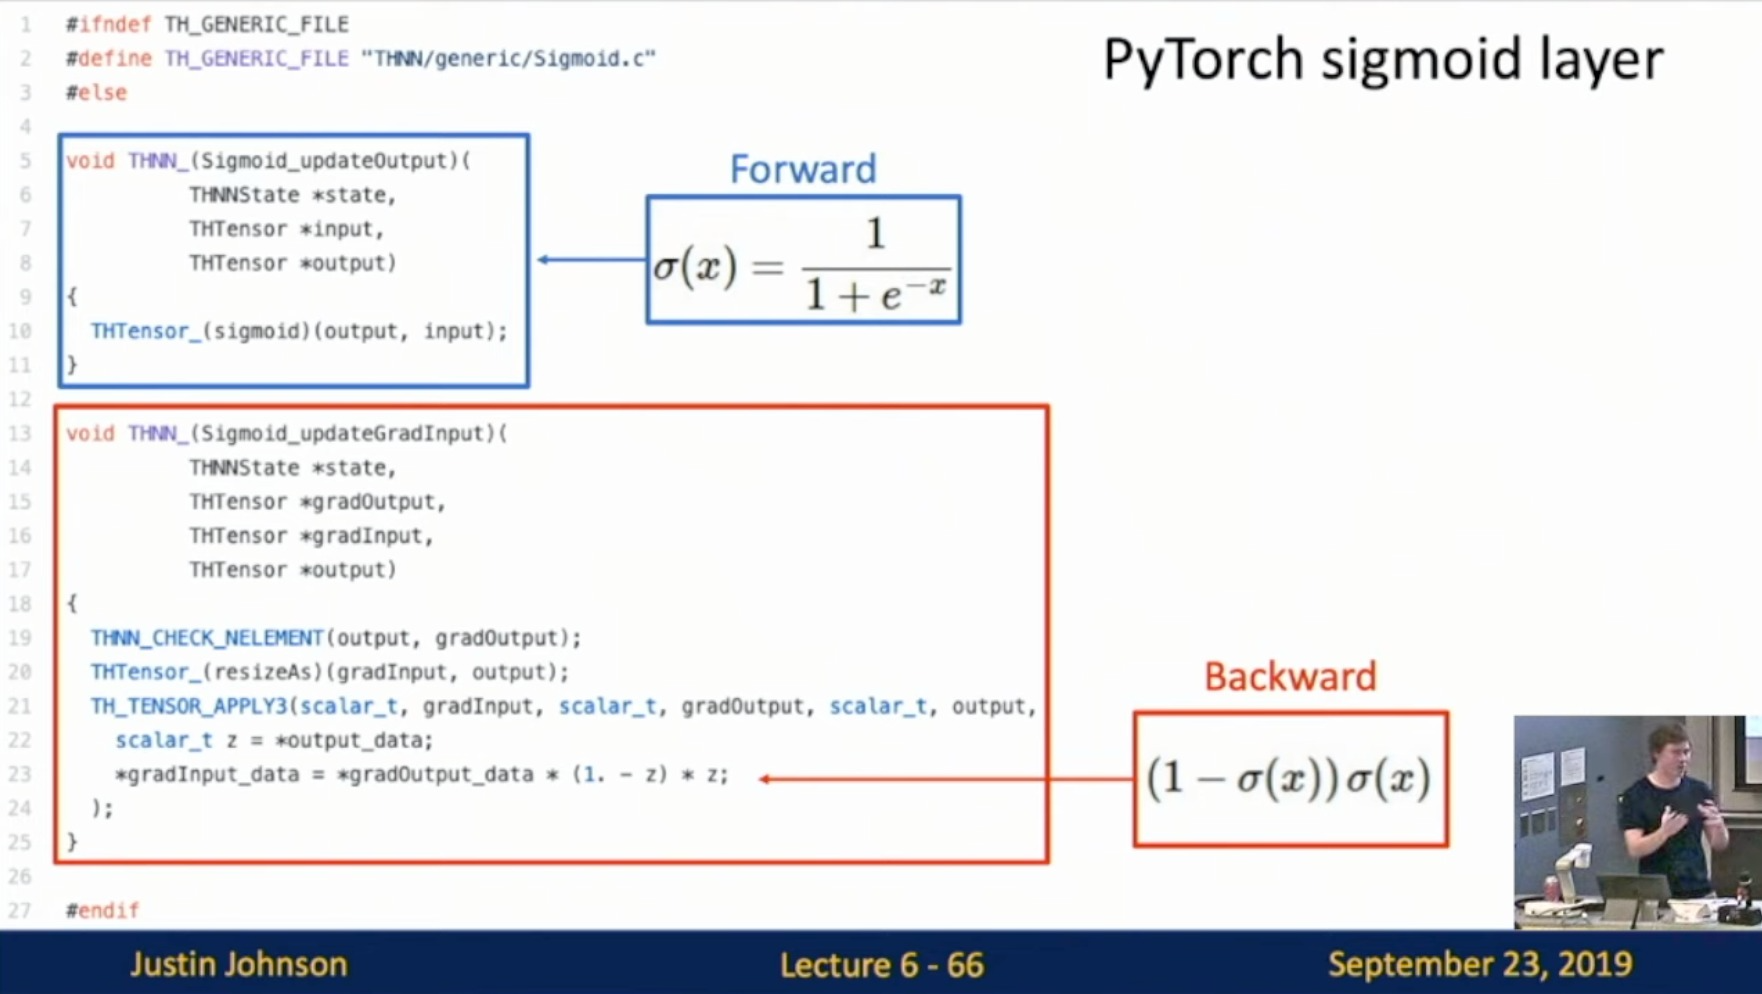 PyTorch sigmoid layer
1 #ifndef TH_GENERIC_FILE
2 #define TH_GENERIC_FILE "THNN/generic/Sigmoid.c"
3 #else
4
5 void THNN_(Sigmoid_updateOutput)(
6 THNNState *state,
7 THTensor *input,
8 THTensor *output)
9 {
10 THTensor_(sigmoid)(output, input);
11 }
12
13 void THNN_(Sigmoid_updateGradInput)(
14 THNNState *state,
15 THTensor *gradOutput,
16 THTensor *gradInput,
17 THTensor *output)
18 {
19 THNN_CHECK_NELEMENT(output, gradOutput);
20 THTensor_(resizeAs)(gradInput, output);
21 TH_TENSOR_APPLY3(scalar_t, gradInput, scalar_t, gradOutput, scalar_t, output,
22 scalar_t z = *output_data;
23 *gradInput_data = *gradOutput_data * (1. - z) * z;
24 );
25 }
26
27 #endif
Forward
σ(x) = 1 / (1 + e^{-x})
Backward
(1 − σ(x)) σ(x)
Justin Johnson
Lecture 6 - 66
September 23, 2019